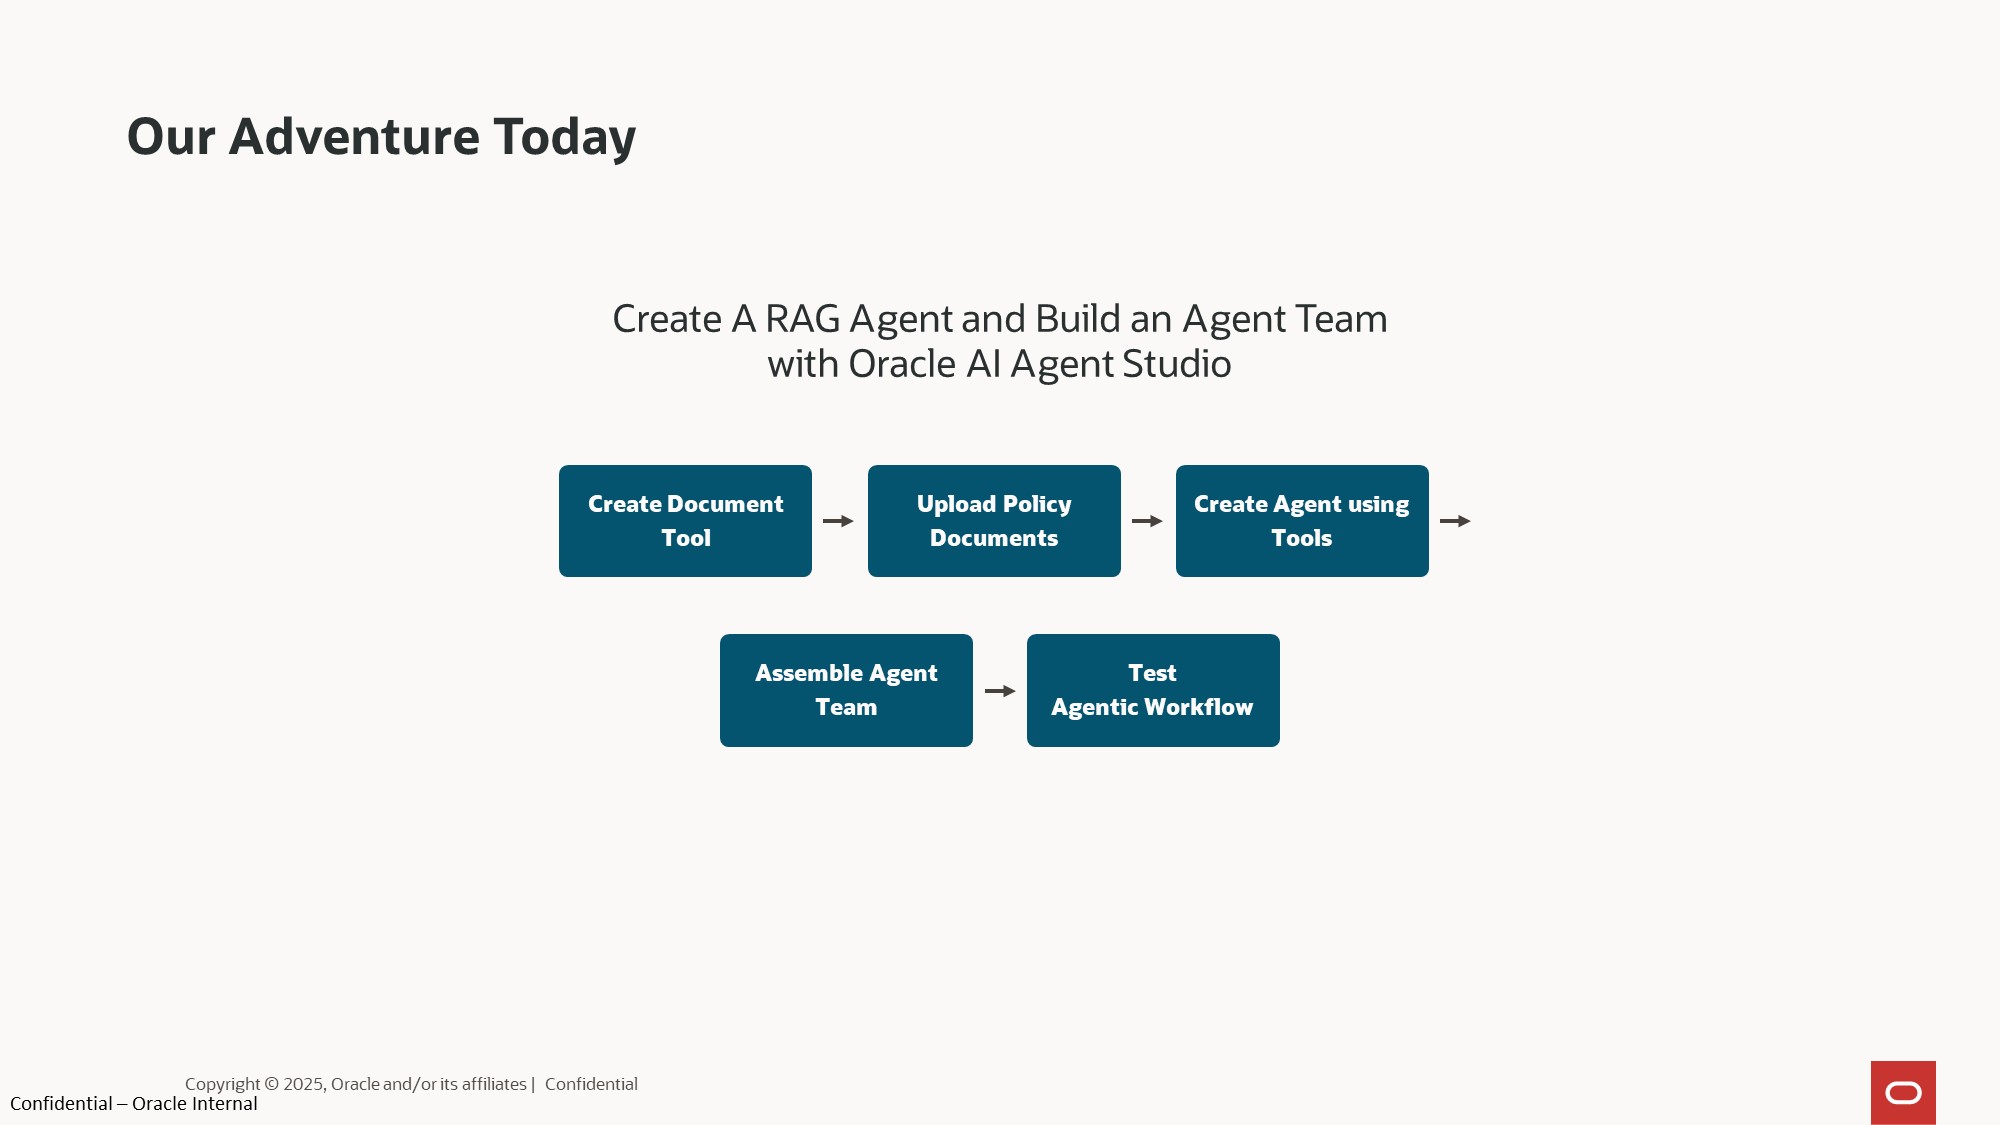 Our Adventure Today
Create A RAG Agent and Build an Agent Team
with Oracle AI Agent Studio
Create Document
Tool
Upload Policy
Documents
Create Agent using
Tools
Assemble Agent
Team
Test
Agentic Workflow
Copyright © 2025, Oracle and/or its affiliates | Confidential
Confidential – Oracle Internal